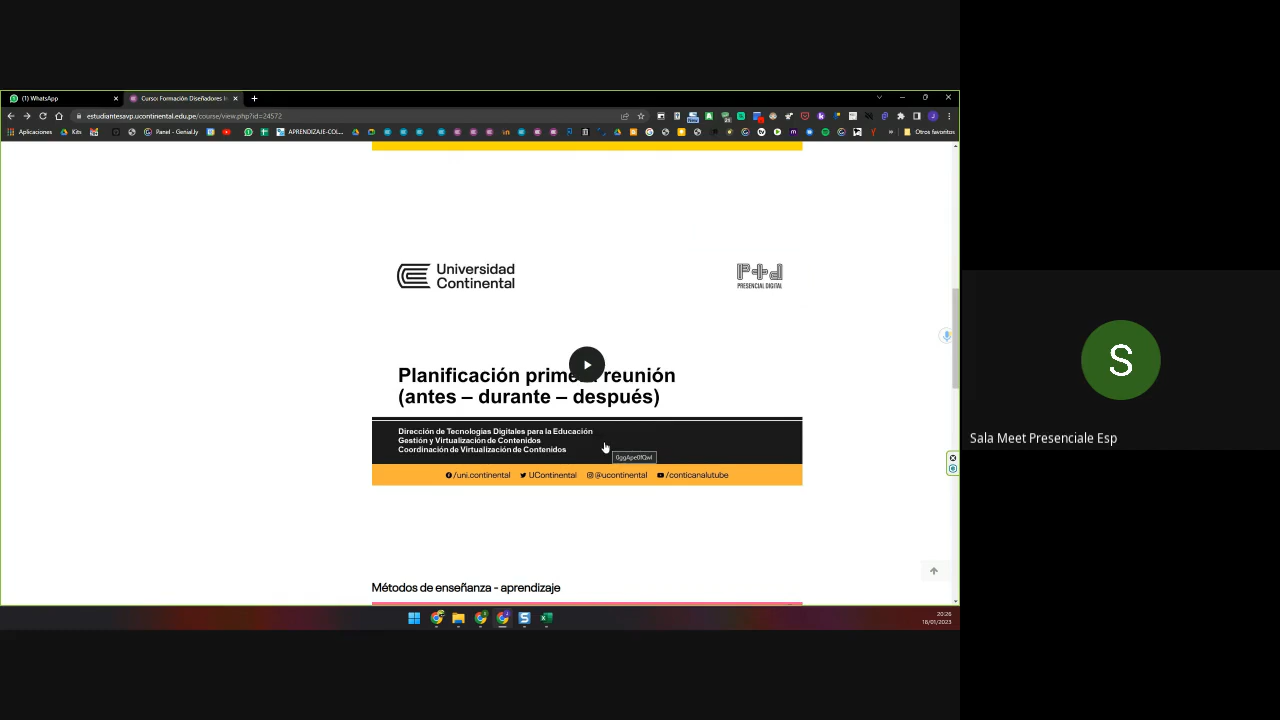 (1) WhatsApp
Curso: Formación Diseñadores In
estudiantesavp.ucontinental.edu.pe/course/view.php?id=24572
Aplicaciones
Kits
Panel - Genial.ly
APRENDIZAJE-COL...
Otros favoritos
Universidad
Continental
P+d
PRESENCIAL DIGITAL
Planificación prime reunión
(antes – durante – después)
Dirección de Tecnologías Digitales para la Educación
Gestión y Virtualización de Contenidos
Coordinación de Virtualización de Contenidos
/uni.continental
UContinental
@ucontinental
/conticanalutube
Métodos de enseñanza - aprendizaje
20:26
18/01/2023
S
Sala Meet Presenciale Esp